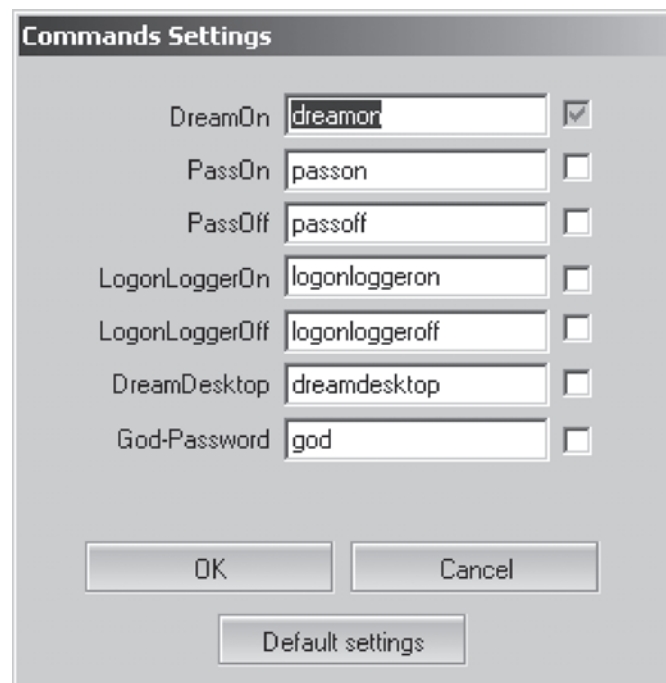 Commands Settings
DreamOn dreamon
PassOn passon
PassOff passoff
LogonLoggerOn logonloggeron
LogonLoggerOff logonloggeroff
DreamDesktop dreamdesktop
God-Password god
OK Cancel
Default settings